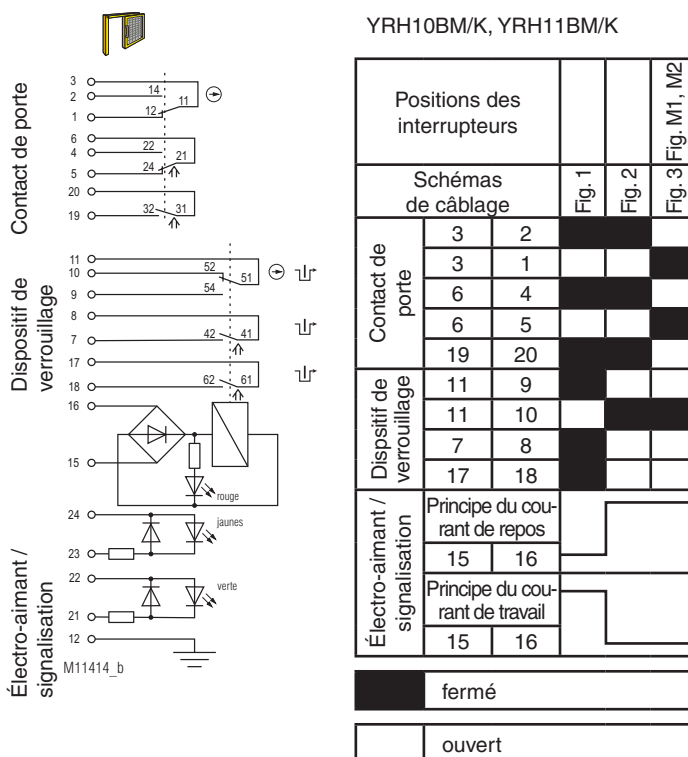 YRH10BM/K, YRH11BM/K
Contact de porte
3
2
14
11
12
1
6
4
22
21
24
5
20
32
31
19
Dispositif de
verrouillage
11
10
52
51
54
9
8
42
41
7
17
62
61
18
16
15
rouge
Électro-aimant /
signalisation
24
jaunes
23
22
verte
21
12
M11414_b
Positions des
interrupteurs
Fig. M1, M2
Schémas
de câblage
Fig. 1
Fig. 2
Fig. 3
Contact de
porte
3 2
3 1
6 4
6 5
19 20
Dispsitif de
verrouillage
11 9
11 10
7 8
17 18
Électro-aimant /
signalisation
Principe du cou-
rant de repos
15 16
Principe du cou-
rant de travail
15 16
fermé
ouvert